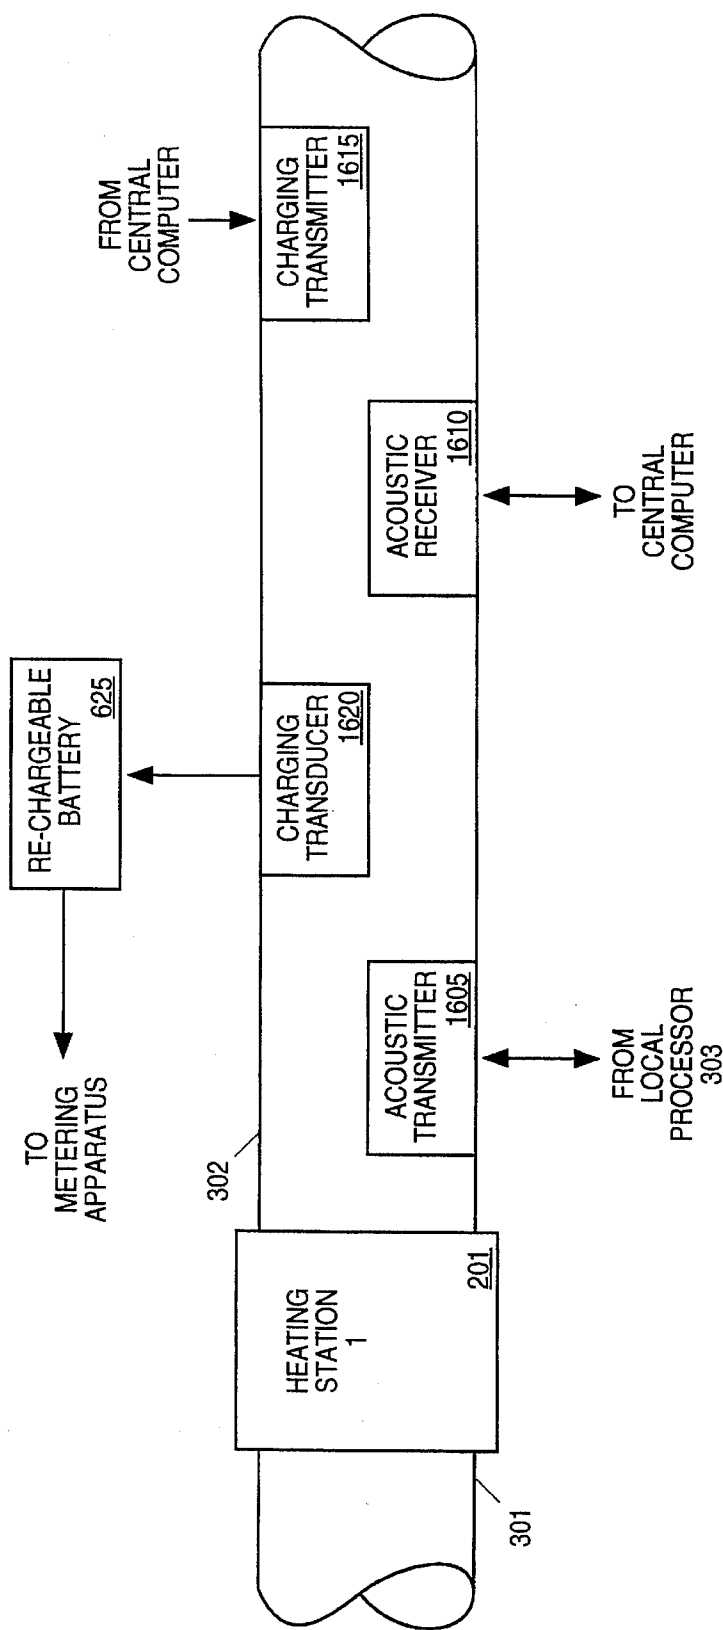 RE-CHARGEABLE
BATTERY
625
TO
METERING
APPARATUS
FROM
CENTRAL
COMPUTER
302
HEATING
STATION
1
201
CHARGING
TRANSDUCER
1620
CHARGING
TRANSMITTER
1615
ACOUSTIC
TRANSMITTER
1605
ACOUSTIC
RECEIVER
1610
301
FROM
LOCAL
PROCESSOR
303
TO
CENTRAL
COMPUTER